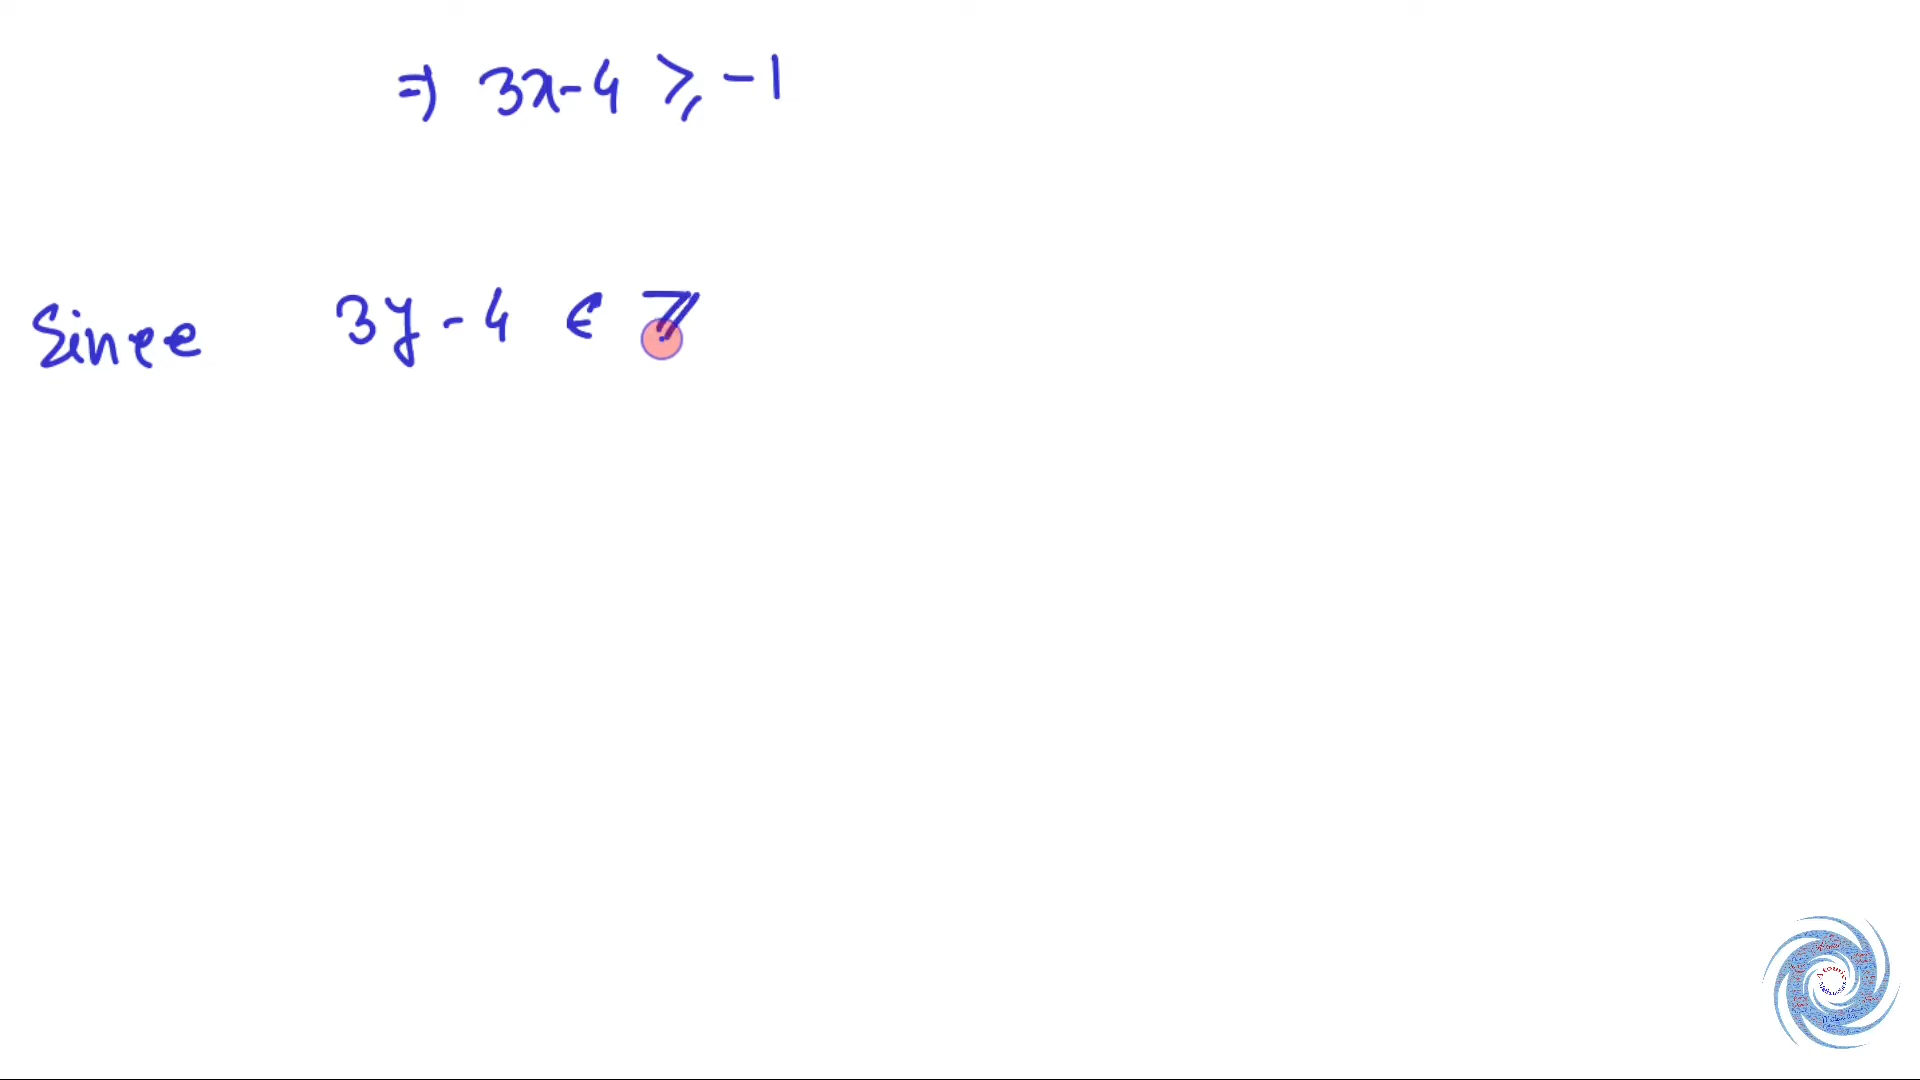 ⇒ 3x-4 ⩾ -1
Since 3y-4 ∈ ℤ